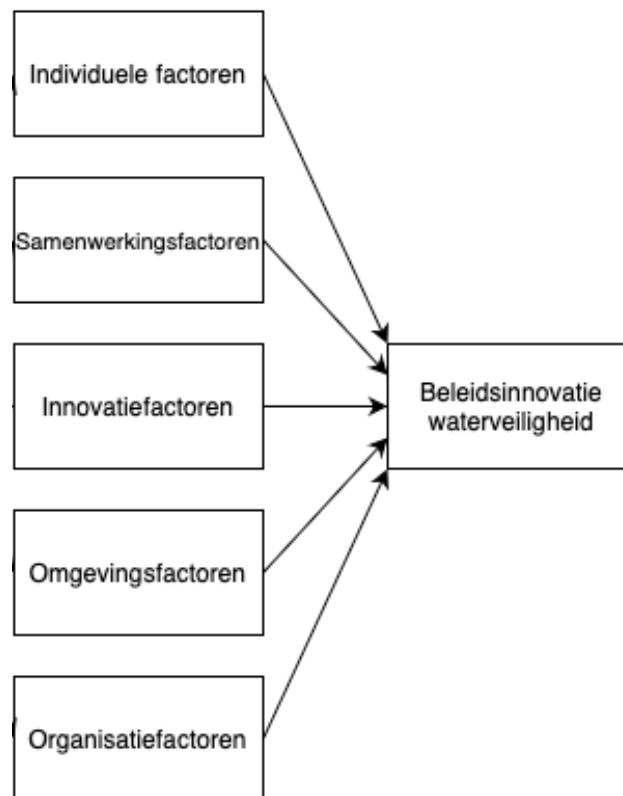 Individuele factoren
Samenwerkingsfactoren
Innovatiefactoren
Beleidsinnovatie
waterveiligheid
Omgevingsfactoren
Organisatiefactoren